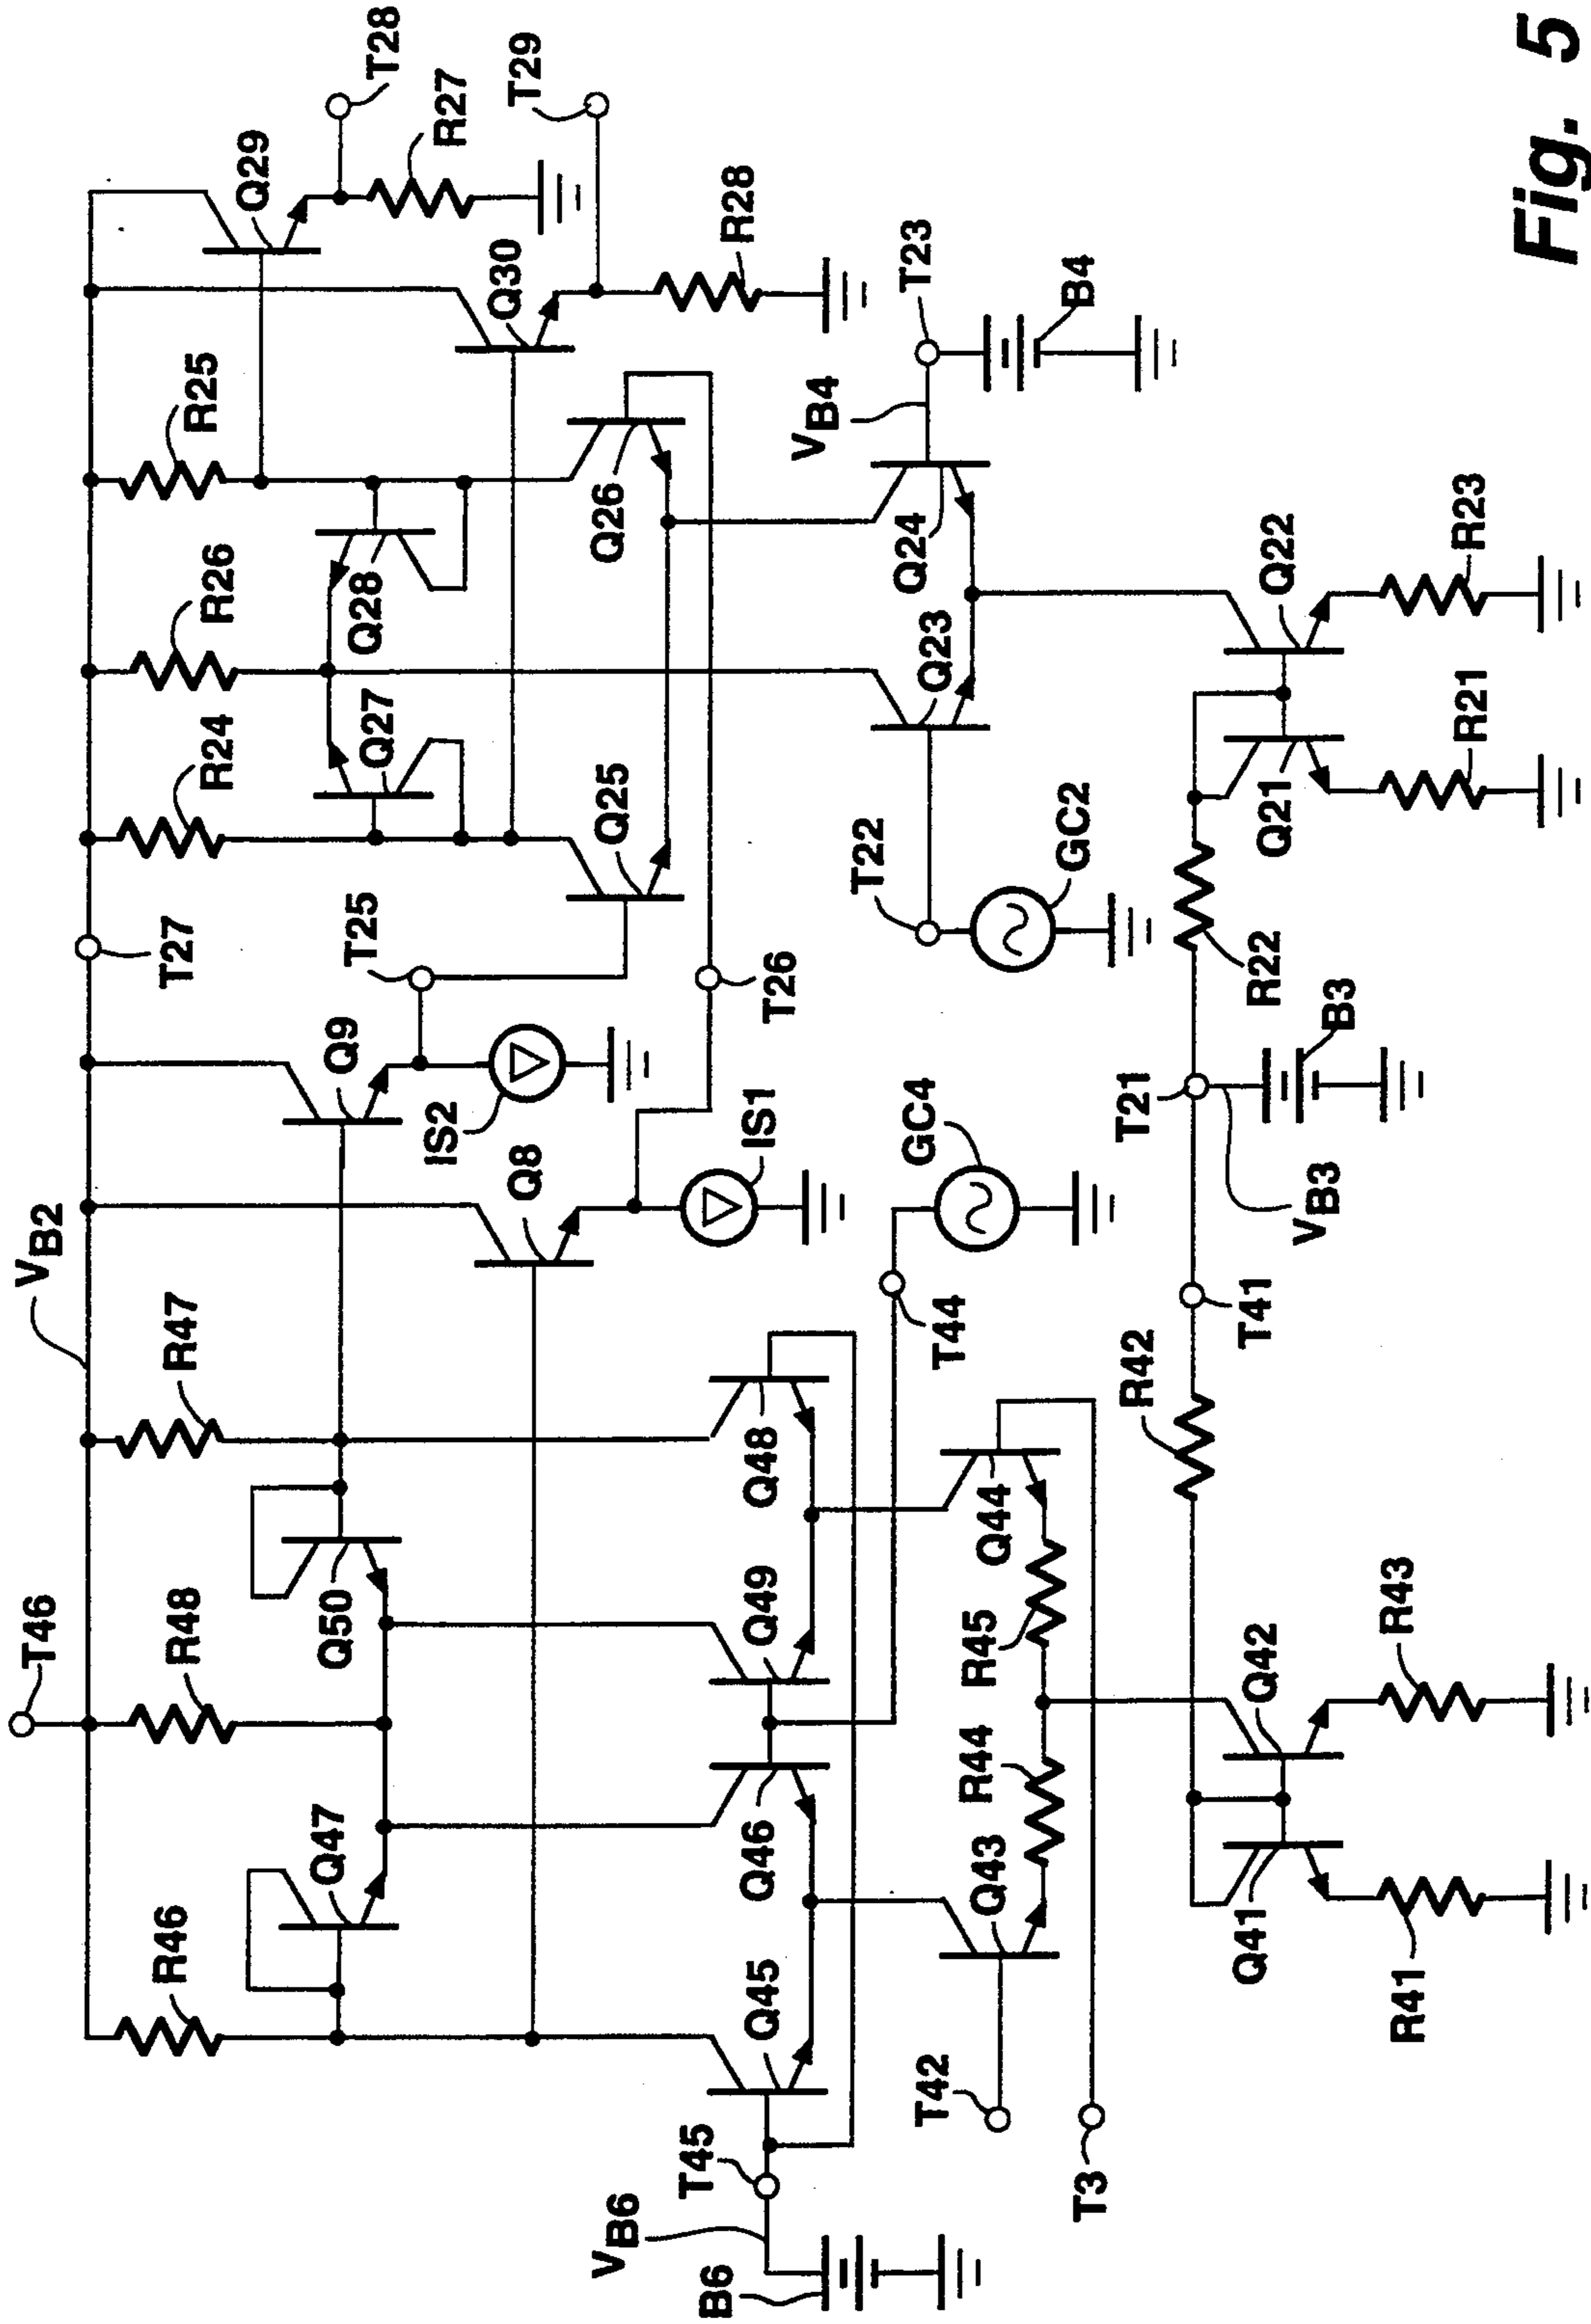 T46
VB2
T27
R46
R48
R47
R24
R26
R25
Q29
T28
R27
Q47
Q50
Q9
T25
Q27
Q28
Q30
T29
IS2
Q8
Q25
Q26
R28
T26
IS1
VB6
B6
T45
Q45
Q46
Q49
Q48
T44
GC4
T22
GC2
Q23
Q24
VB4
T23
B4
T42
Q43
R44
R45
Q44
T3
R42
T41
T21
VB3
B3
R22
Q41
Q42
R41
R43
Q21
Q22
R21
R23
Fig. 5